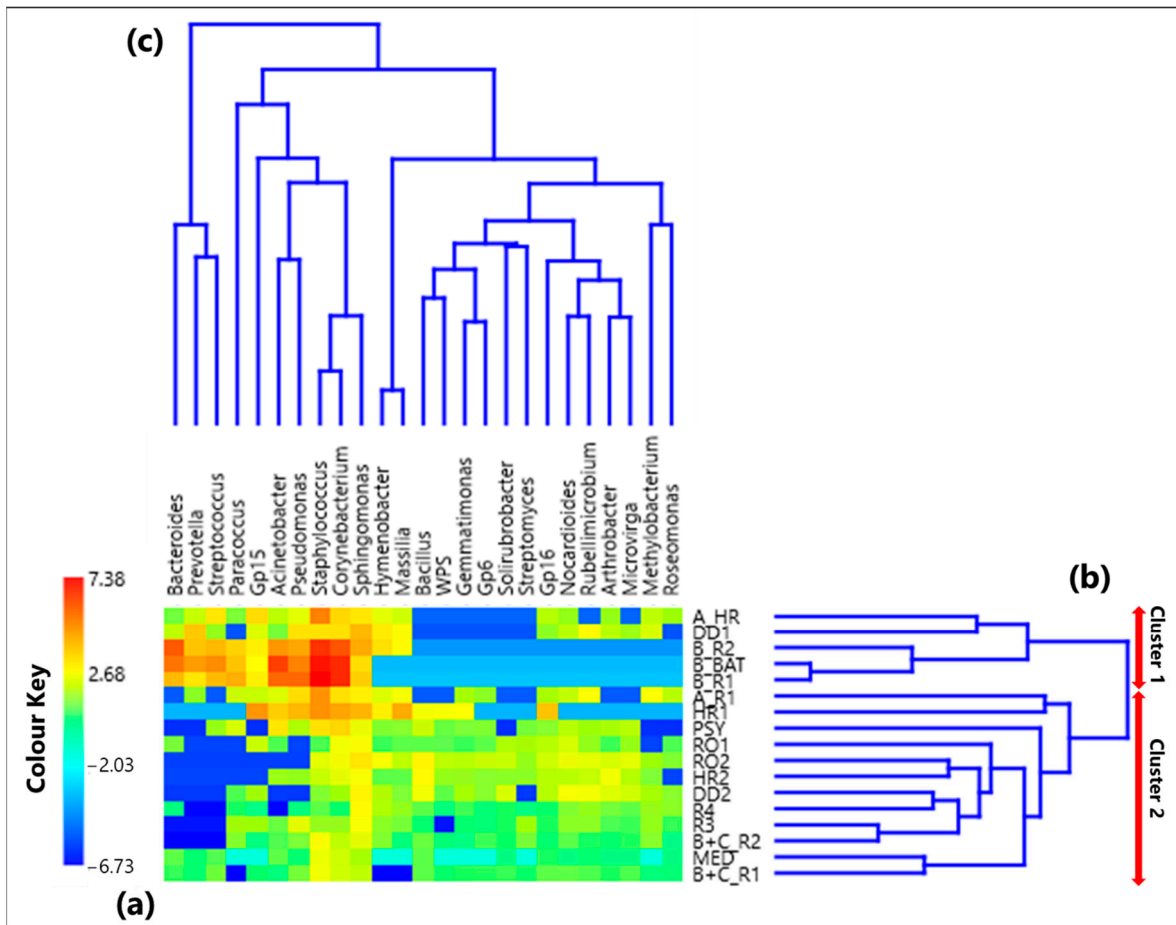 (c)
Bacteroides
Prevotella
Streptococcus
Paracoccus
Gp15
Acinetobacter
Pseudomonas
Staphylococcus
Corynebacterium
Sphingomonas
Hymenobacter
Massilia
Bacillus
WPS
Gemmatimonas
Gp6
Solirubrobacter
Streptomyces
Gp16
Nocardioides
Rubellimicrobium
Arthrobacter
Microvirga
Methylobacterium
Roseomonas
Colour Key
7.38
2.68
-2.03
-6.73
A_HR
DD1
B_R2
B_BAT
B_R1
A_R1
HR1
PSY
RO1
RO2
HR2
DD2
R4
R3
B+C_R2
MED
B+C_R1
(b)
Cluster 1
Cluster 2
(a)